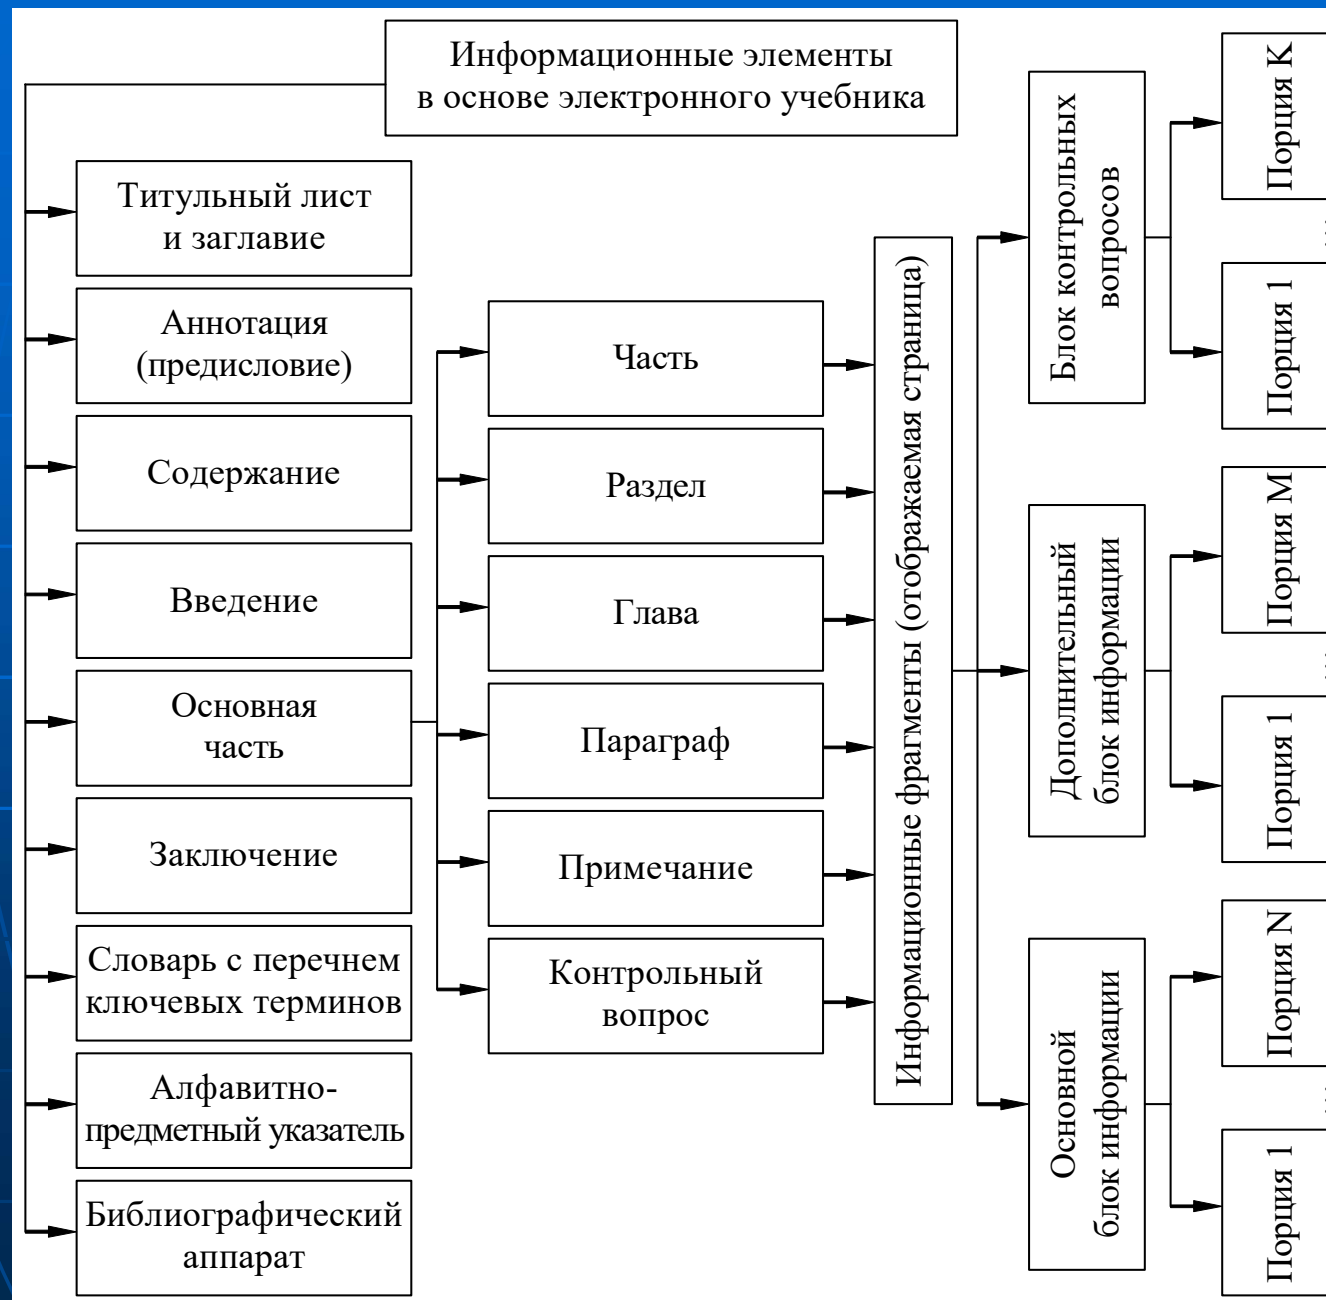 Информационные элементы
в основе электронного учебника
Титульный лист
и заглавие
Аннотация
(предисловие)
Содержание
Введение
Основная
часть
Заключение
Словарь с перечнем
ключевых терминов
Алфавитно-
предметный указатель
Библиографический
аппарат
Часть
Раздел
Глава
Параграф
Примечание
Контрольный
вопрос
Информационные фрагменты (отображаемая страница)
Блок контрольных
вопросов
Порция K
...
Порция 1
Дополнительный
блок информации
Порция M
...
Порция 1
Основной
блок информации
Порция N
...
Порция 1